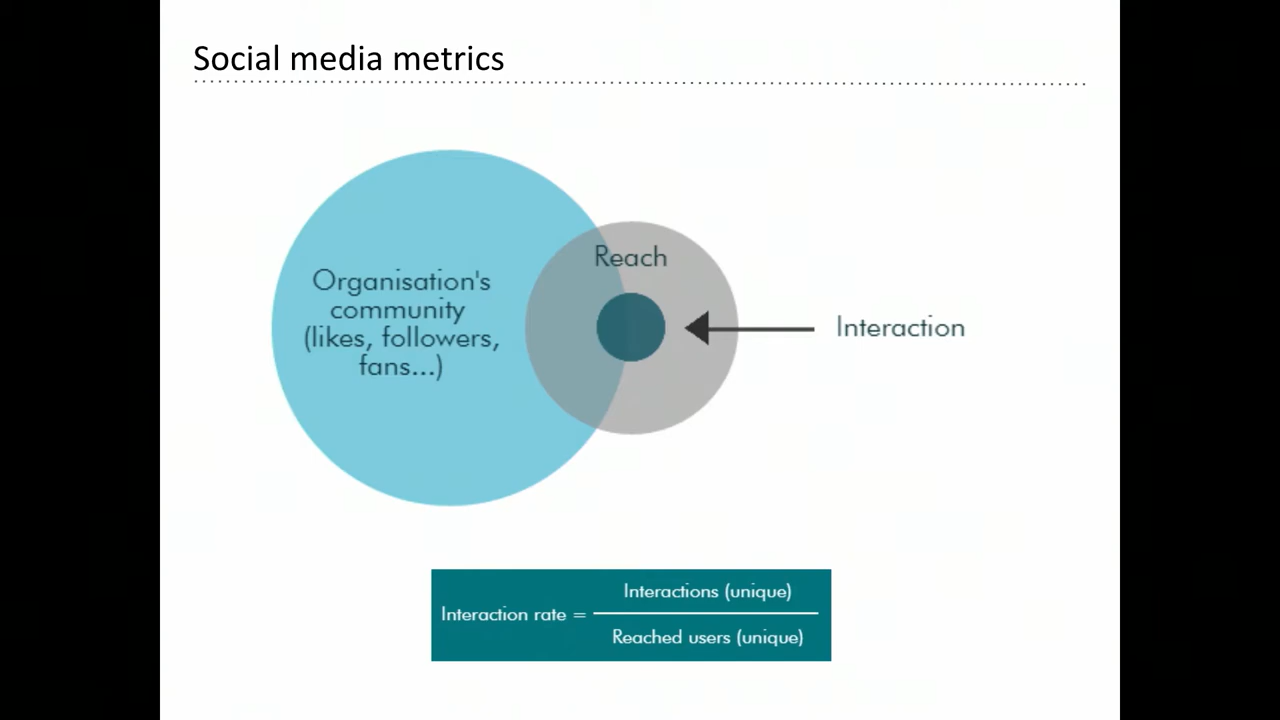 Social media metrics
Organisation's
community
(likes, followers,
fans...)
Reach
Interaction
Interaction rate =
Interactions (unique)
Reached users (unique)